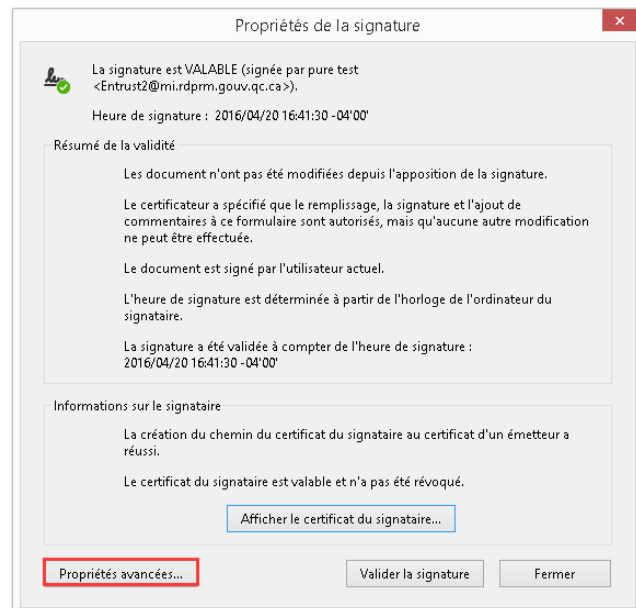 Propriétés de la signature
La signature est VALABLE (signée par pure test
<Entrust2@mi.rdprm.gouv.qc.ca>).
Heure de signature : 2016/04/20 16:41:30 -04'00'
Résumé de la validité
Les document n'ont pas été modifiées depuis l'apposition de la signature.
Le certificateur a spécifié que le remplissage, la signature et l'ajout de
commentaires à ce formulaire sont autorisés, mais qu'aucune autre modification
ne peut être effectuée.
Le document est signé par l'utilisateur actuel.
L'heure de signature est déterminée à partir de l'horloge de l'ordinateur du
signataire.
La signature a été validée à compter de l'heure de signature :
2016/04/20 16:41:30 -04'00'
Informations sur le signataire
La création du chemin du certificat du signataire au certificat d'un émetteur a
réussi.
Le certificat du signataire est valable et n'a pas été révoqué.
Afficher le certificat du signataire...
Propriétés avancées...
Valider la signature
Fermer